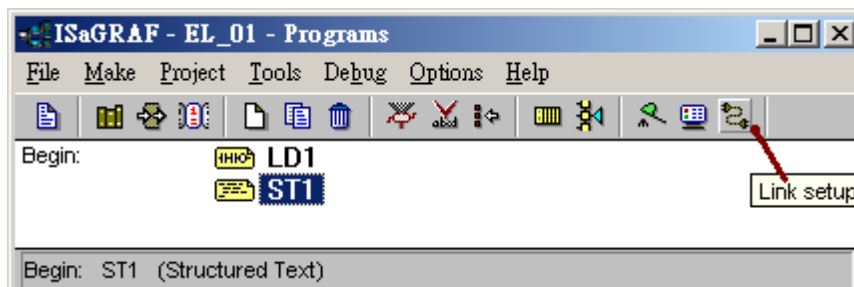 ISaGRAF - EL_01 - Programs
File Make Project Tools Debug Options Help
Begin: LD1
ST1
Link setup
Begin: ST1 (Structured Text)